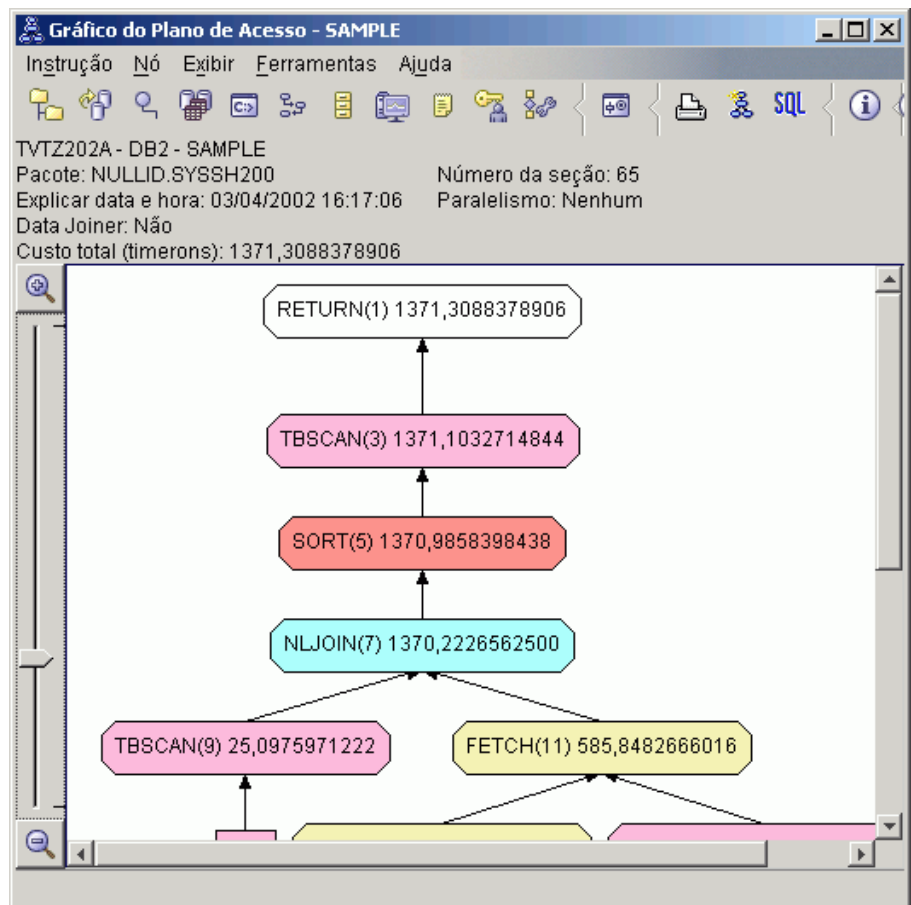 Gráfico do Plano de Acesso - SAMPLE
Instrução Nó Exibir Ferramentas Ajuda
C:> SQL
TVTZ202A - DB2 - SAMPLE
Pacote: NULLID.SYSSH200 Número da seção: 65
Explicar data e hora: 03/04/2002 16:17:06 Paralelismo: Nenhum
Data Joiner: Não
Custo total (timerons): 1371,3088378906
RETURN(1) 1371,3088378906
TBSCAN(3) 1371,1032714844
SORT(5) 1370,9858398438
NLJOIN(7) 1370,2226562500
TBSCAN(9) 25,0975971222 FETCH(11) 585,8482666016